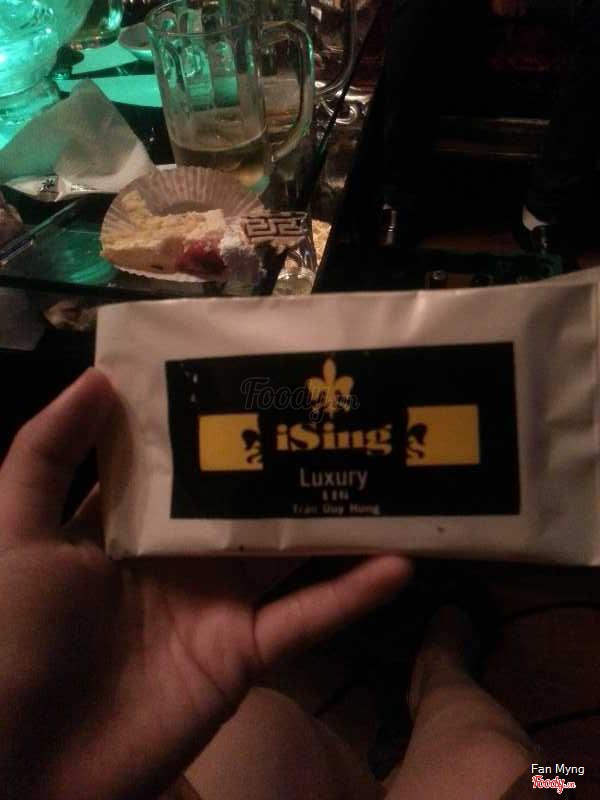 Foody.vn
iSing
Luxury
Tran Duy Hung
Fan Myng
Foody.vn